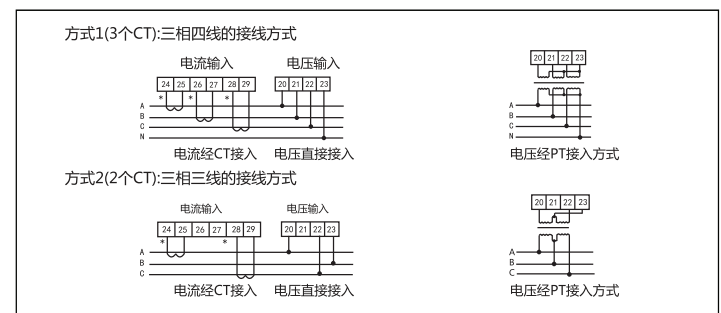 方式1(3个CT):三相四线的接线方式
电流输入
电压输入
24 25 26 27 28 29
20 21 22 23
20 21 22 23
* * *
A
B
C
N
A
B
C
N
电流经CT接入
电压直接接入
电压经PT接入方式
方式2(2个CT):三相三线的接线方式
电流输入
电压输入
24 25 26 27 28 29
20 21 22 23
20 21 22 23
* *
A
B
C
A
B
C
电流经CT接入
电压直接接入
电压经PT接入方式